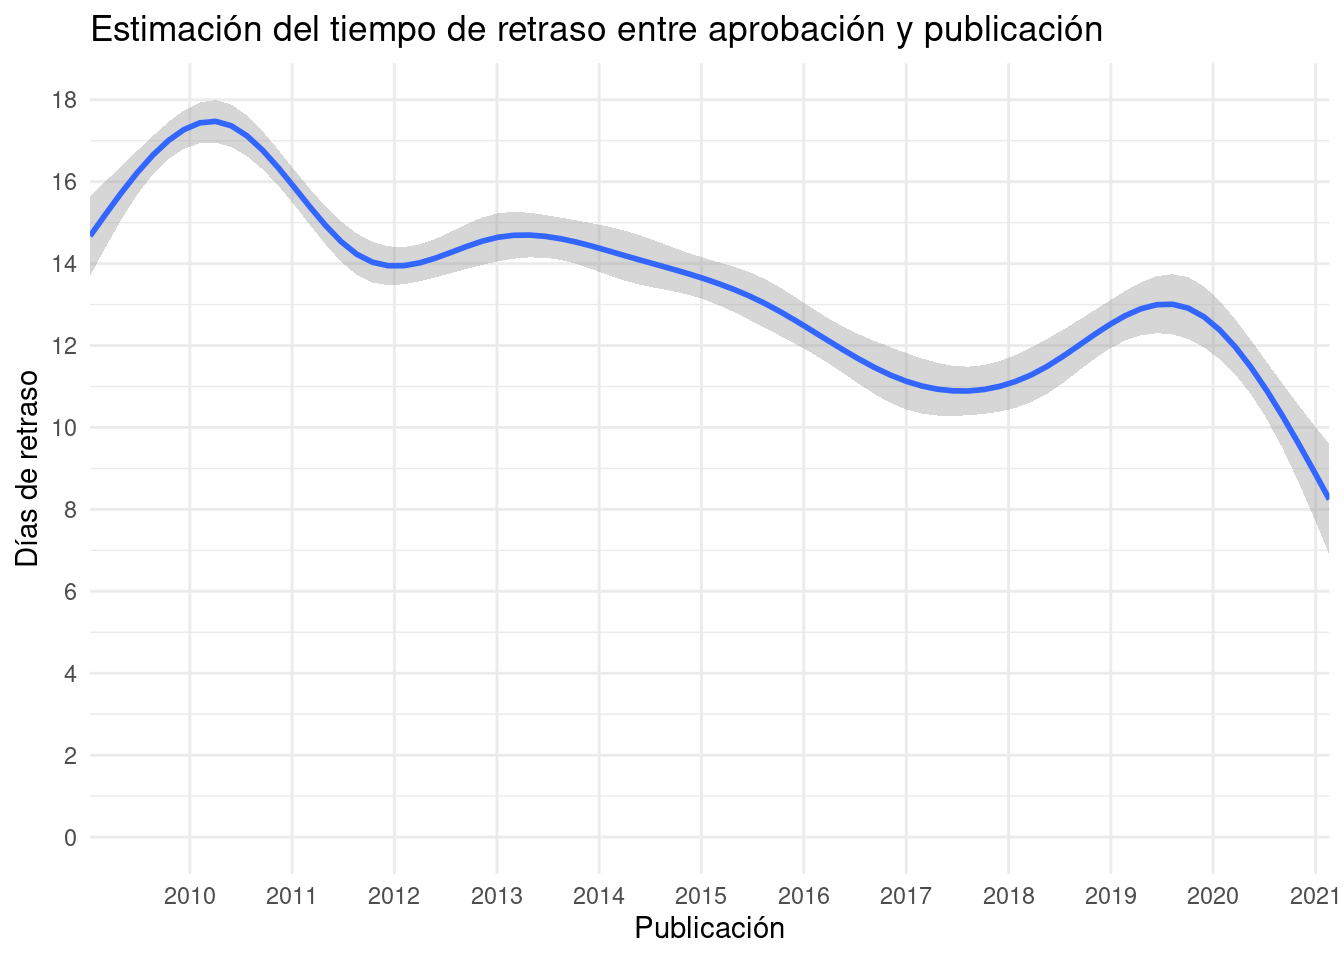 Estimación del tiempo de retraso entre aprobación y publicación
Días de retraso
18
16
14
12
10
8
6
4
2
0
2010 2011 2012 2013 2014 2015 2016 2017 2018 2019 2020 2021
Publicación